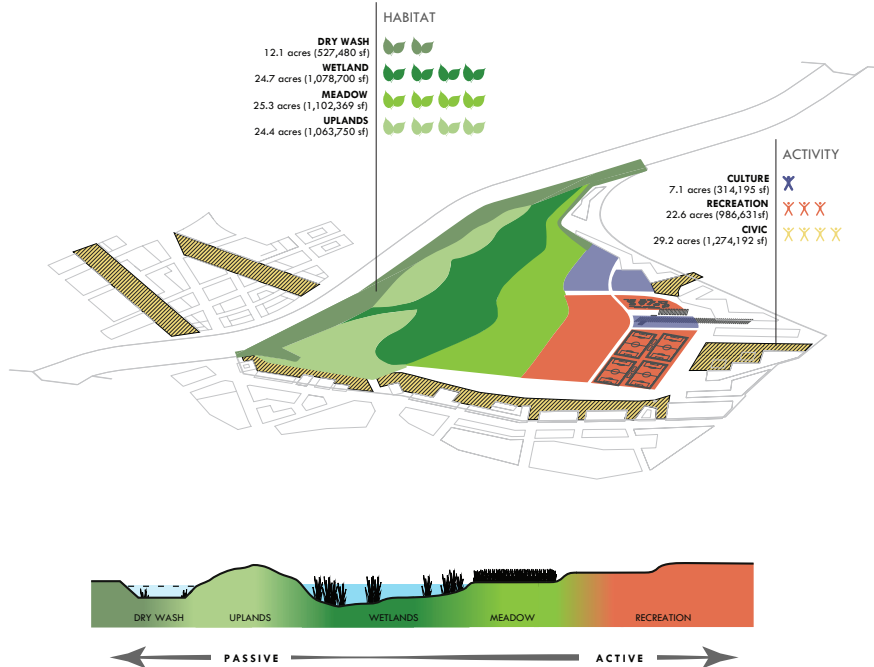 HABITAT
DRY WASH
12.1 acres (527,480 sf)
WETLAND
24.7 acres (1,078,700 sf)
MEADOW
25.3 acres (1,102,369 sf)
UPLANDS
24.4 acres (1,063,750 sf)
ACTIVITY
CULTURE
7.1 acres (314,195 sf)
RECREATION
22.6 acres (986,631sf)
CIVIC
29.2 acres (1,274,192 sf)
DRY WASH UPLANDS WETLANDS MEADOW RECREATION
PASSIVE ACTIVE